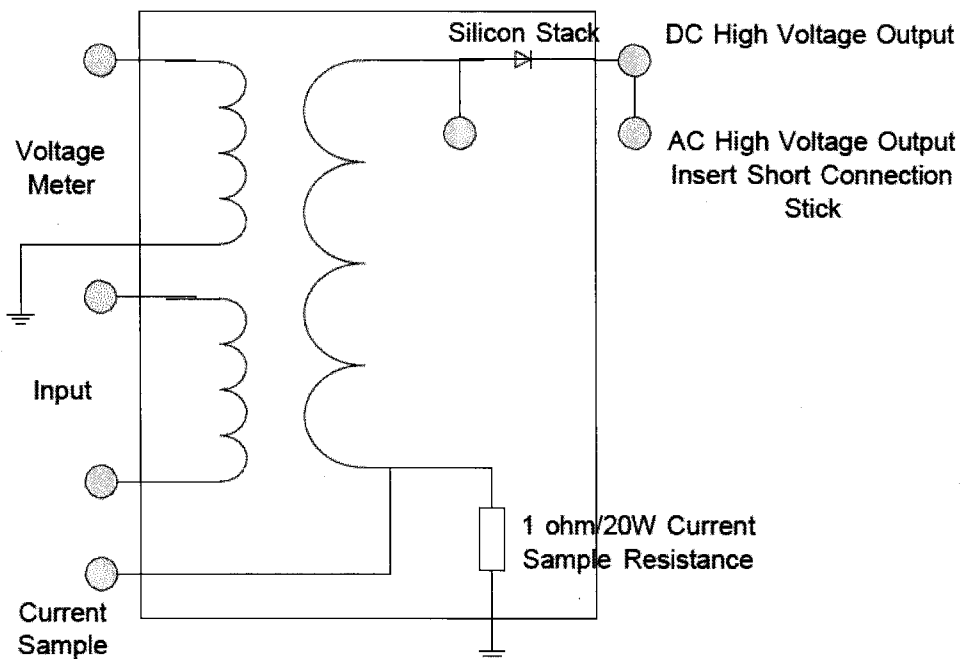 Silicon Stack
DC High Voltage Output
AC High Voltage Output
Insert Short Connection
Stick
Voltage
Meter
Input
1 ohm/20W Current
Sample Resistance
Current
Sample